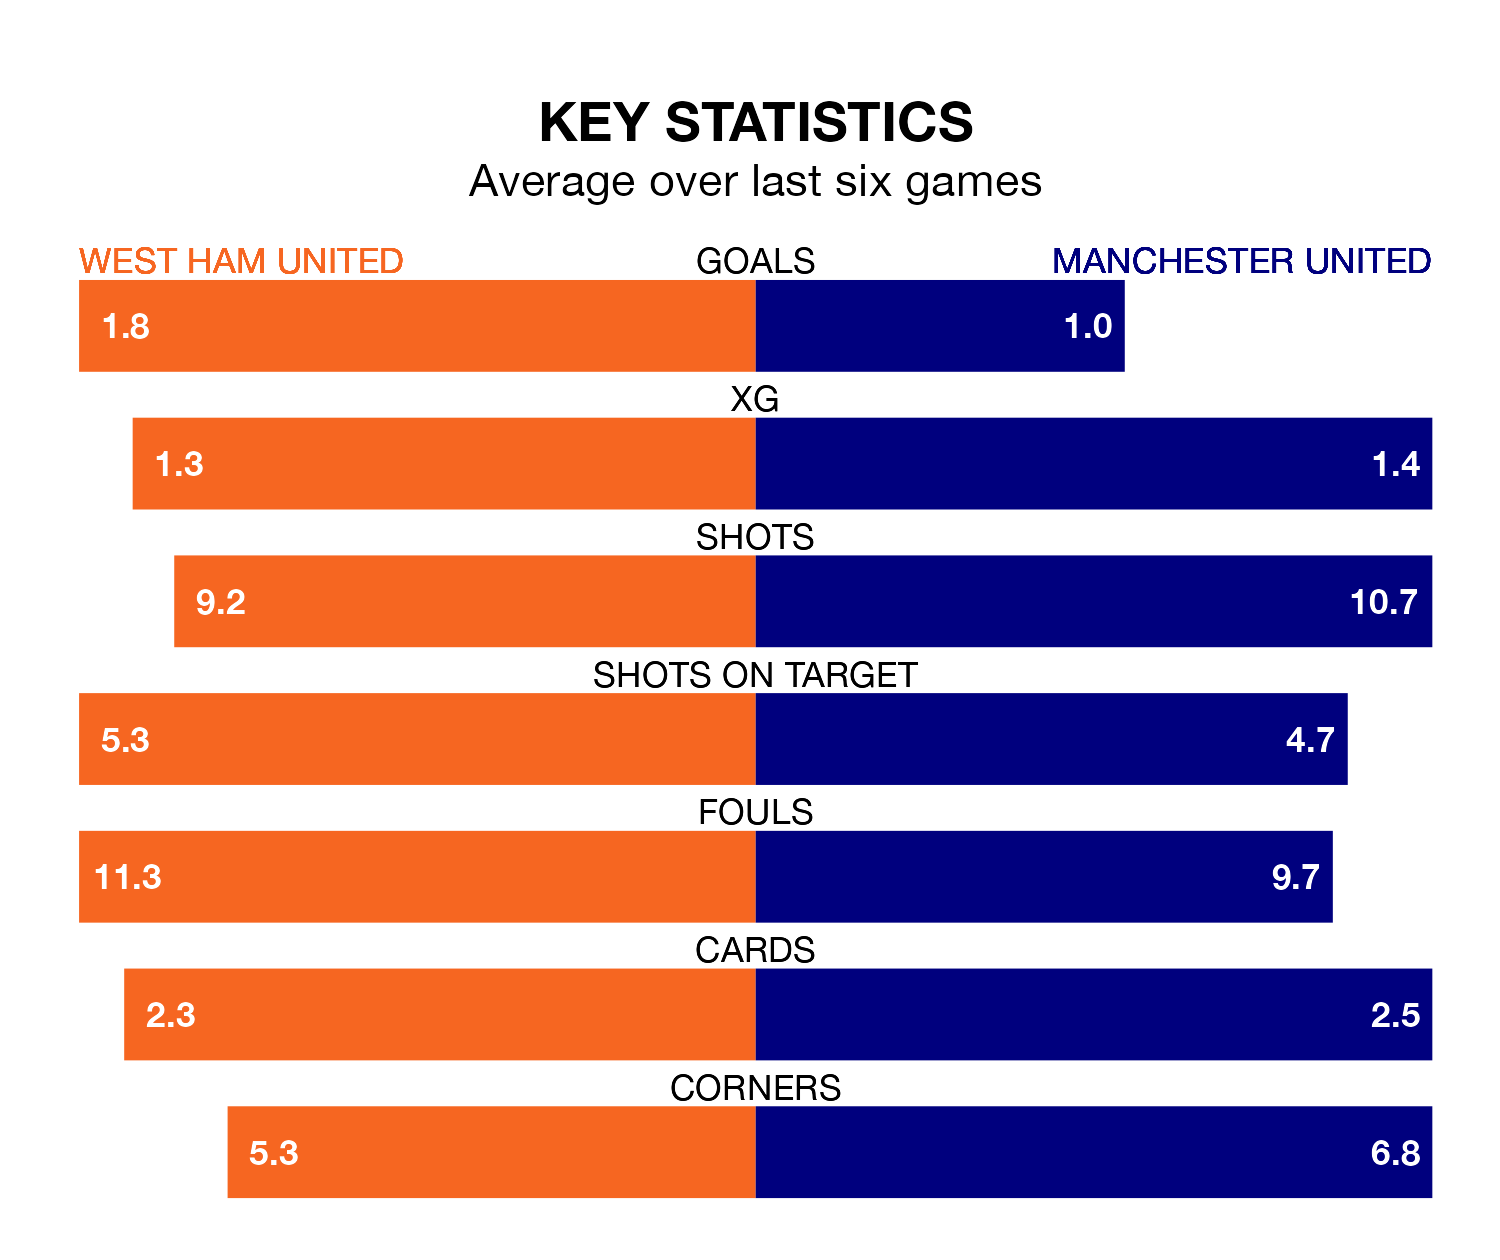 KEY STATISTICS
Average over last six games
WEST HAM UNITED GOALS MANCHESTER UNITED
1.8 1.0
XG
1.3 1.4
SHOTS
9.2 10.7
SHOTS ON TARGET
5.3 4.7
FOULS
11.3 9.7
CARDS
2.3 2.5
CORNERS
5.3 6.8